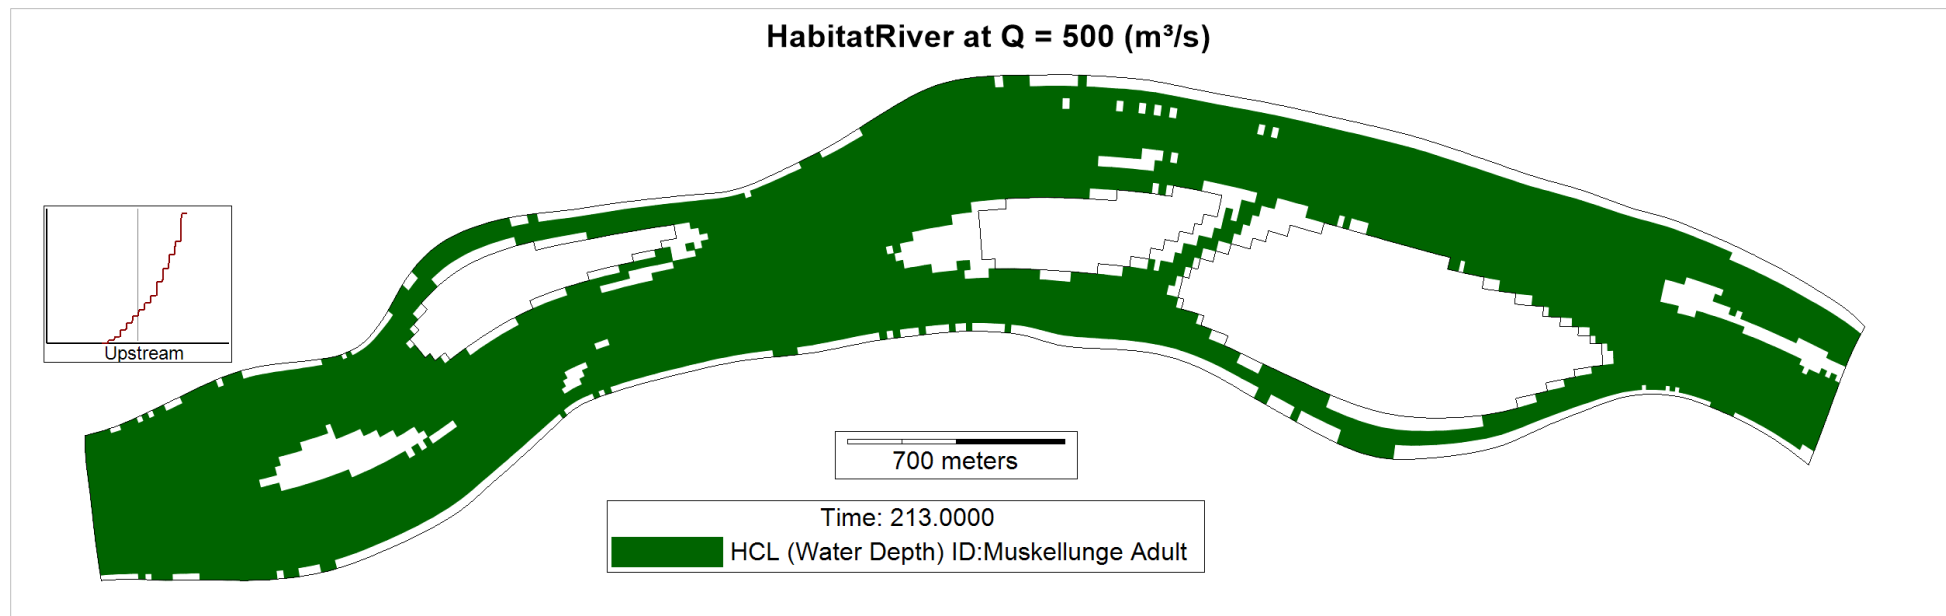 HabitatRiver at Q = 500 (m³/s)
Upstream
700 meters
Time: 213.0000
HCL (Water Depth) ID:Muskellunge Adult